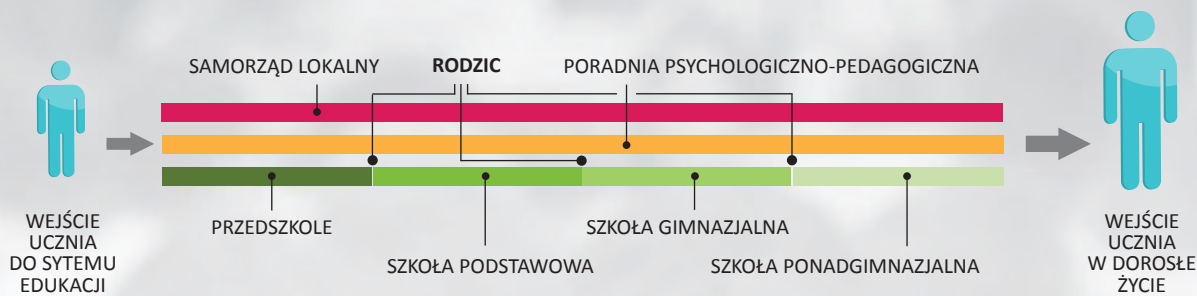 SAMORZĄD LOKALNY
RODZIC
PORADNIA PSYCHOLOGICZNO-PEDAGOGICZNA
WEJŚCIE
UCZNIA
DO SYTEMU
EDUKACJI
PRZEDSZKOLE
SZKOŁA PODSTAWOWA
SZKOŁA GIMNAZJALNA
SZKOŁA PONADGIMNAZJALNA
WEJŚCIE
UCZNIA
W DOROSŁE
ŻYCIE